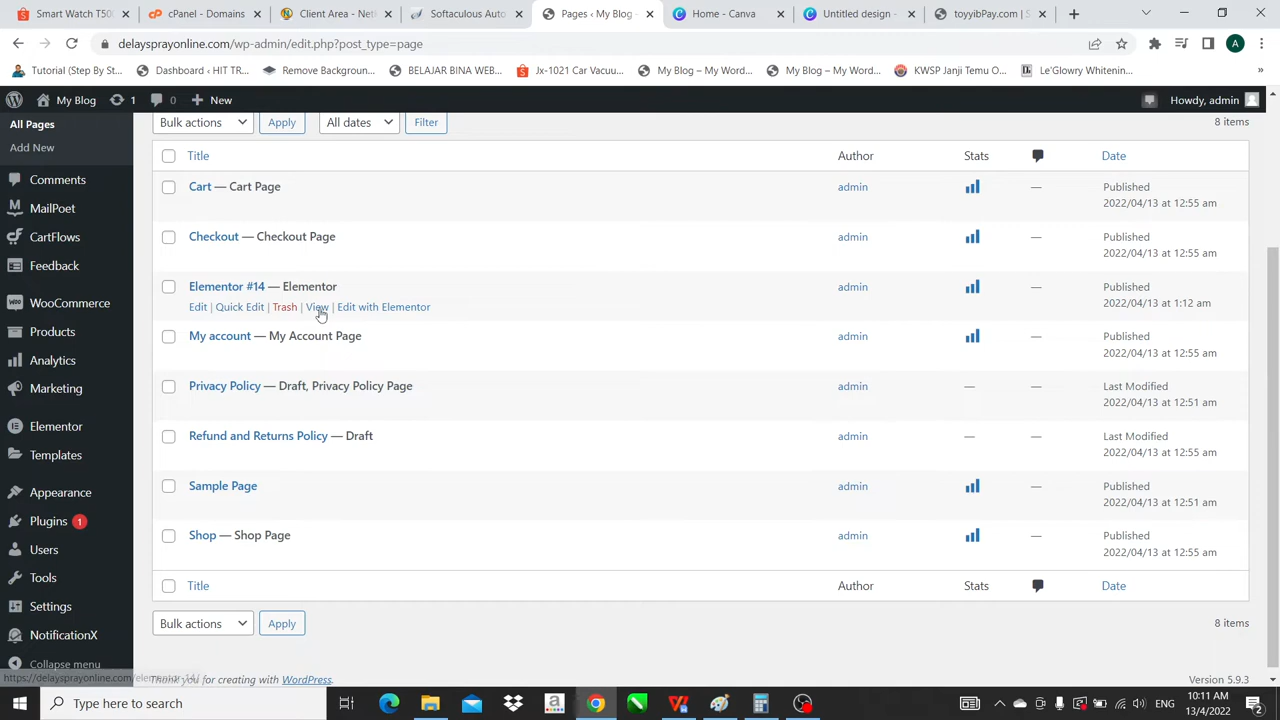 Smart Watch T50
cPanel - Domains
Client Area - Net
Softaculous Auto
Pages ‹ My Blog
Home - Canva
Untitled design -
toyyibPay.com | S
delaysprayonline.com/wp-admin/edit.php?post_type=page
A
Tutorial (Step By St...
Dashboard ‹ HIT TR...
Remove Backgroun...
BELAJAR BINA WEB...
Jx-1021 Car Vacuu...
My Blog – My Wor...
My Blog – My Wor...
KWSP Janji Temu O...
Le'Glowry Whitenin...
»
My Blog
1
0
+ New
Howdy, admin
All Pages
Add New
Comments
MailPoet
CartFlows
Feedback
WooCommerce
Products
Analytics
Marketing
Elementor
Templates
Appearance
Plugins 1
Users
Tools
Settings
NotificationX
Collapse menu
Bulk actions
Apply
All dates
Filter
8 items
Title
Author
Stats
Date
Cart — Cart Page
admin
—
Published
2022/04/13 at 12:55 am
Checkout — Checkout Page
admin
—
Published
2022/04/13 at 12:55 am
Elementor #14 — Elementor
Edit | Quick Edit | Trash | View | Edit with Elementor
admin
—
Published
2022/04/13 at 1:12 am
My account — My Account Page
admin
—
Published
2022/04/13 at 12:55 am
Privacy Policy — Draft, Privacy Policy Page
admin
—
—
Last Modified
2022/04/13 at 12:51 am
Refund and Returns Policy — Draft
admin
—
—
Last Modified
2022/04/13 at 12:55 am
Sample Page
admin
—
Published
2022/04/13 at 12:51 am
Shop — Shop Page
admin
—
Published
2022/04/13 at 12:55 am
Title
Author
Stats
Date
Bulk actions
Apply
8 items
Thank you for creating with WordPress.
Version 5.9.3
Type here to search
10:11 AM
13/4/2022
2